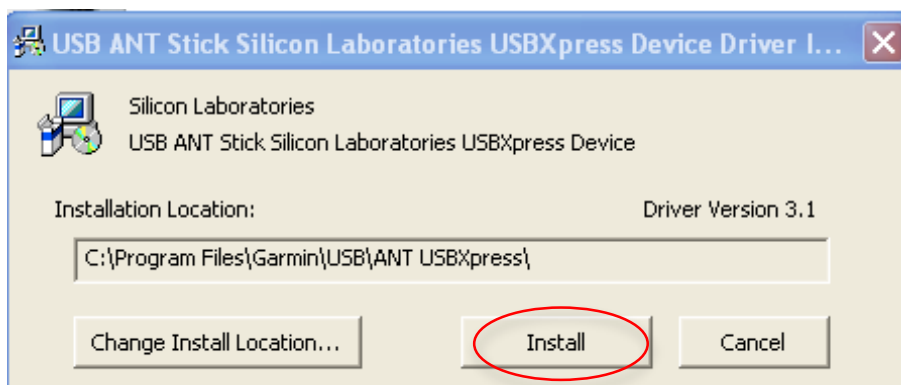 USB ANT Stick Silicon Laboratories USBXpress Device Driver I...
Silicon Laboratories
USB ANT Stick Silicon Laboratories USBXpress Device
Installation Location: Driver Version 3.1
C:\Program Files\Garmin\USB\ANT USBXpress\
Change Install Location... Install Cancel